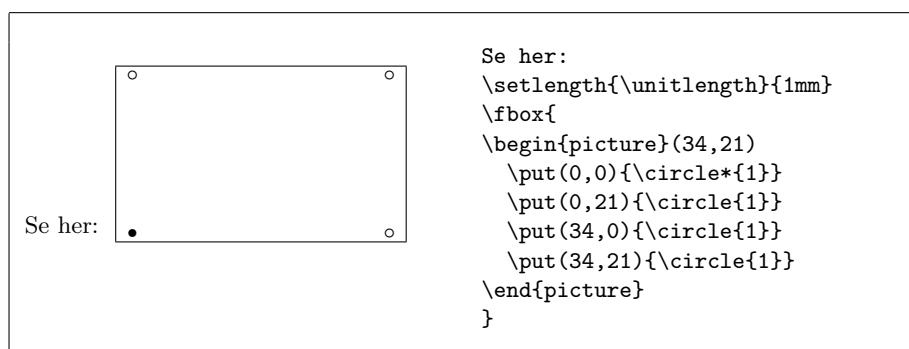 Se her:
Se her:
\setlength{\unitlength}{1mm}
\fbox{
\begin{picture}(34,21)
  \put(0,0){\circle*{1}}
  \put(0,21){\circle{1}}
  \put(34,0){\circle{1}}
  \put(34,21){\circle{1}}
\end{picture}
}